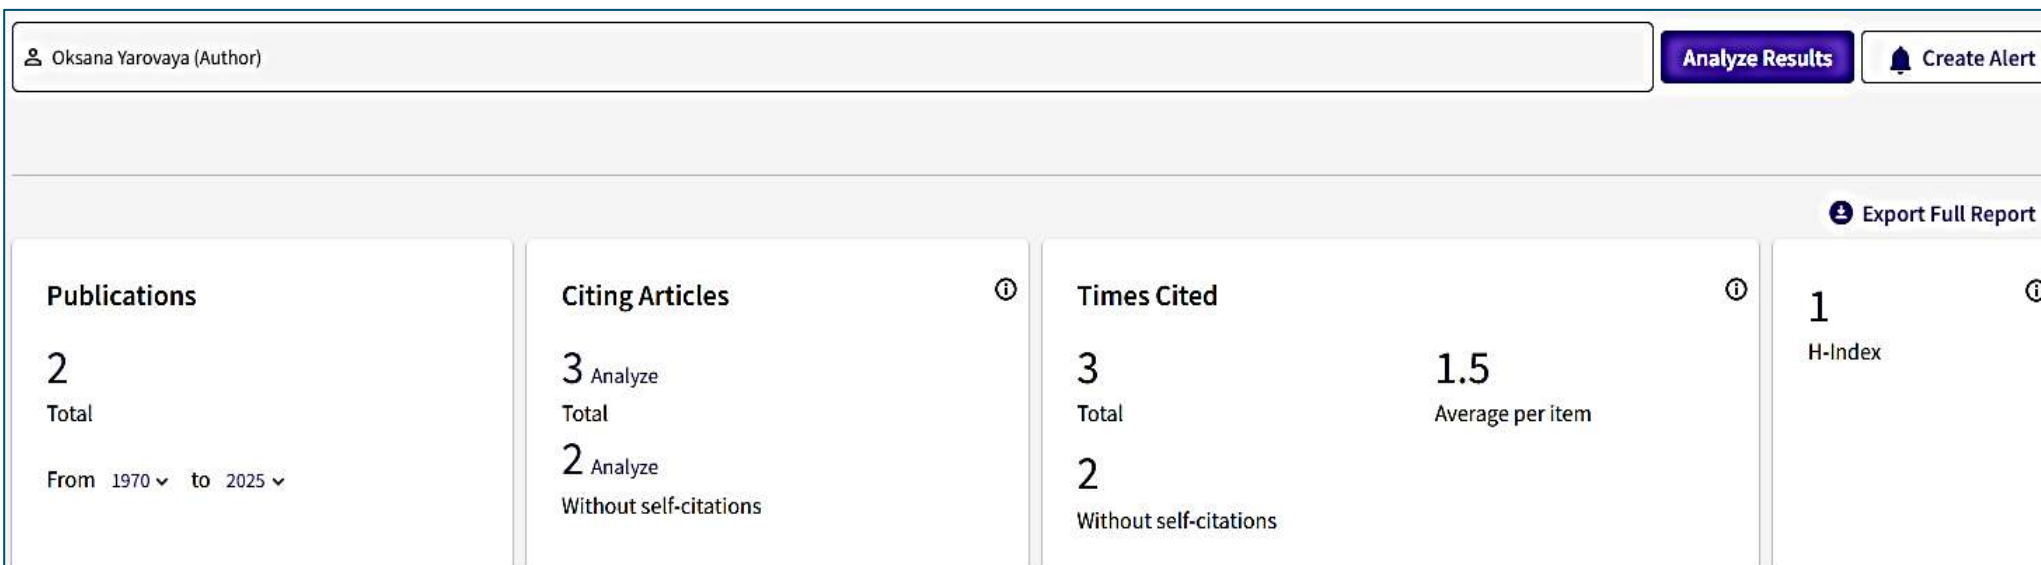 Oksana Yarovaya (Author)
Analyze Results
Create Alert
Export Full Report
Publications
2
Total
From 1970 to 2025
Citing Articles
3 Analyze
Total
2 Analyze
Without self-citations
Times Cited
3
Total
2
Without self-citations
1.5
Average per item
1
H-Index